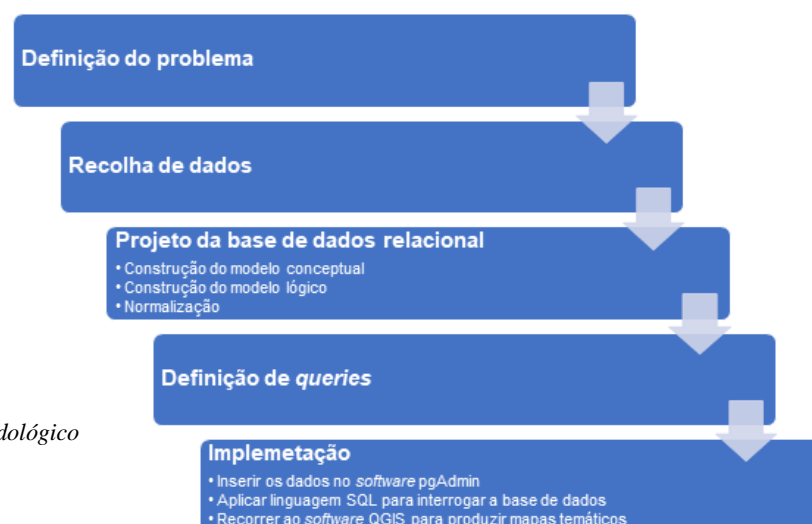 Definição do problema
Recolha de dados
Projeto da base de dados relacional
• Construção do modelo conceptual
• Construção do modelo lógico
• Normalização
Definição de queries
dológico
Implemetação
• Inserir os dados no software pgAdmin
• Aplicar linguagem SQL para interrogar a base de dados
• Recorrer ao software QGIS para produzir mapas temáticos